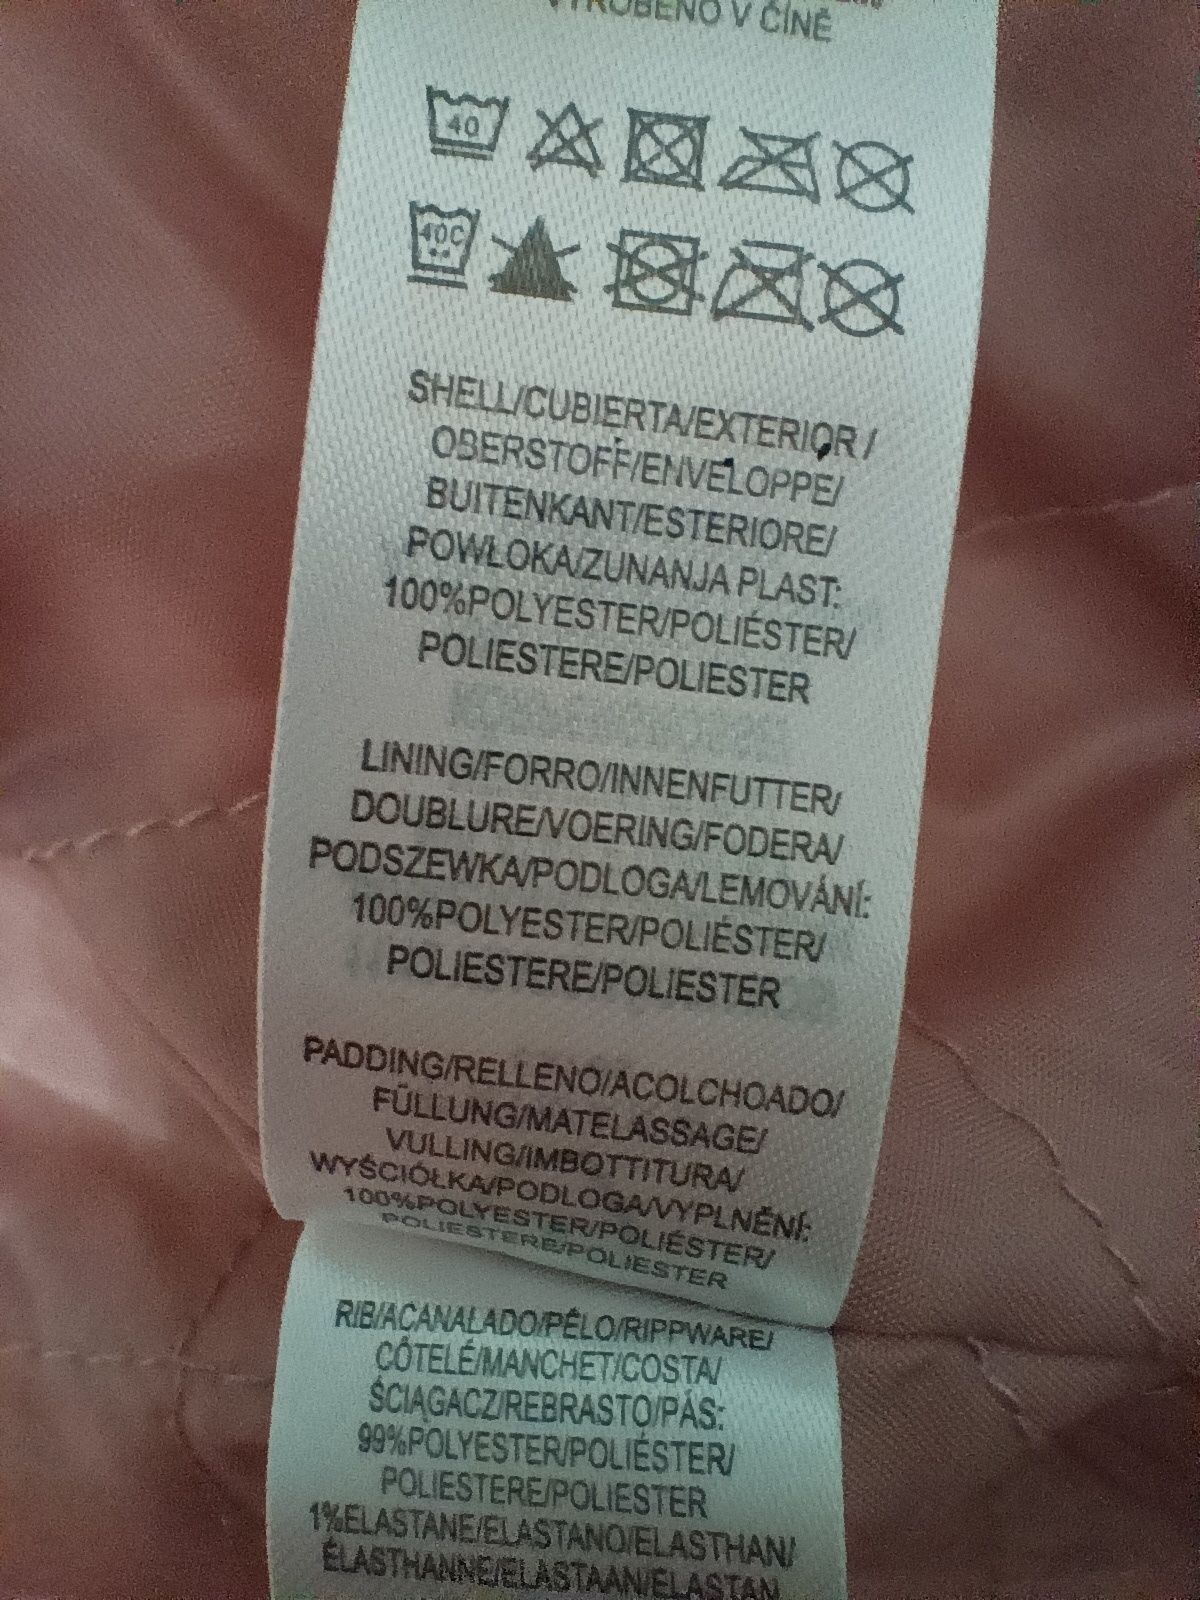 VYROBENO V ČÍNĚ
40
40C
SHELL/CUBIERTA/EXTERIOR /
OBERSTOFF/ENVELOPPE/
BUITENKANT/ESTERIORE/
POWŁOKA/ZUNANJA PLAST:
100%POLYESTER/POLIÉSTER/
POLIESTERE/POLIESTER
LINING/FORRO/INNENFUTTER/
DOUBLURE/VOERING/FODERA/
PODSZEWKA/PODLOGA/LEMOVÁNÍ:
100%POLYESTER/POLIÉSTER/
POLIESTERE/POLIESTER
PADDING/RELLENO/ACOLCHOADO/
FÜLLUNG/MATELASSAGE/
VULLING/IMBOTTITURA/
WYŚCIÓŁKA/PODLOGA/VYPLNĚNÍ:
100%POLYESTER/POLIÉSTER/
POLIESTERE/POLIESTER
RIB/ACANALADO/PÊLO/RIPPWARE/
CÔTELÉ/MANCHET/COSTA/
ŚCIĄGACZ/REBRASTO/PÁS:
99%POLYESTER/POLIÉSTER/
POLIESTERE/POLIESTER
1%ELASTANE/ELASTANO/ELASTHAN/
ÉLASTHANNE/ELASTAAN/ELASTAN